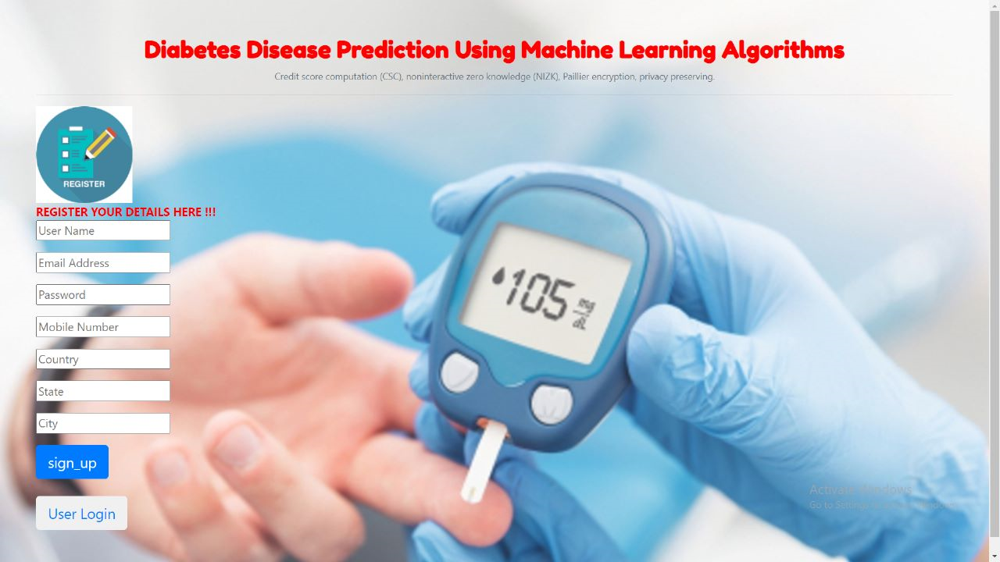 Diabetes Disease Prediction Using Machine Learning Algorithms
Credit score computation (CSC), noninteractive zero knowledge (NIZK), Paillier encryption, privacy preserving.
REGISTER
REGISTER YOUR DETAILS HERE !!!
User Name
Email Address
Password
Mobile Number
Country
State
City
sign_up
User Login
105 mg/dL
Activate Windows
Go to Settings to activate Windows.